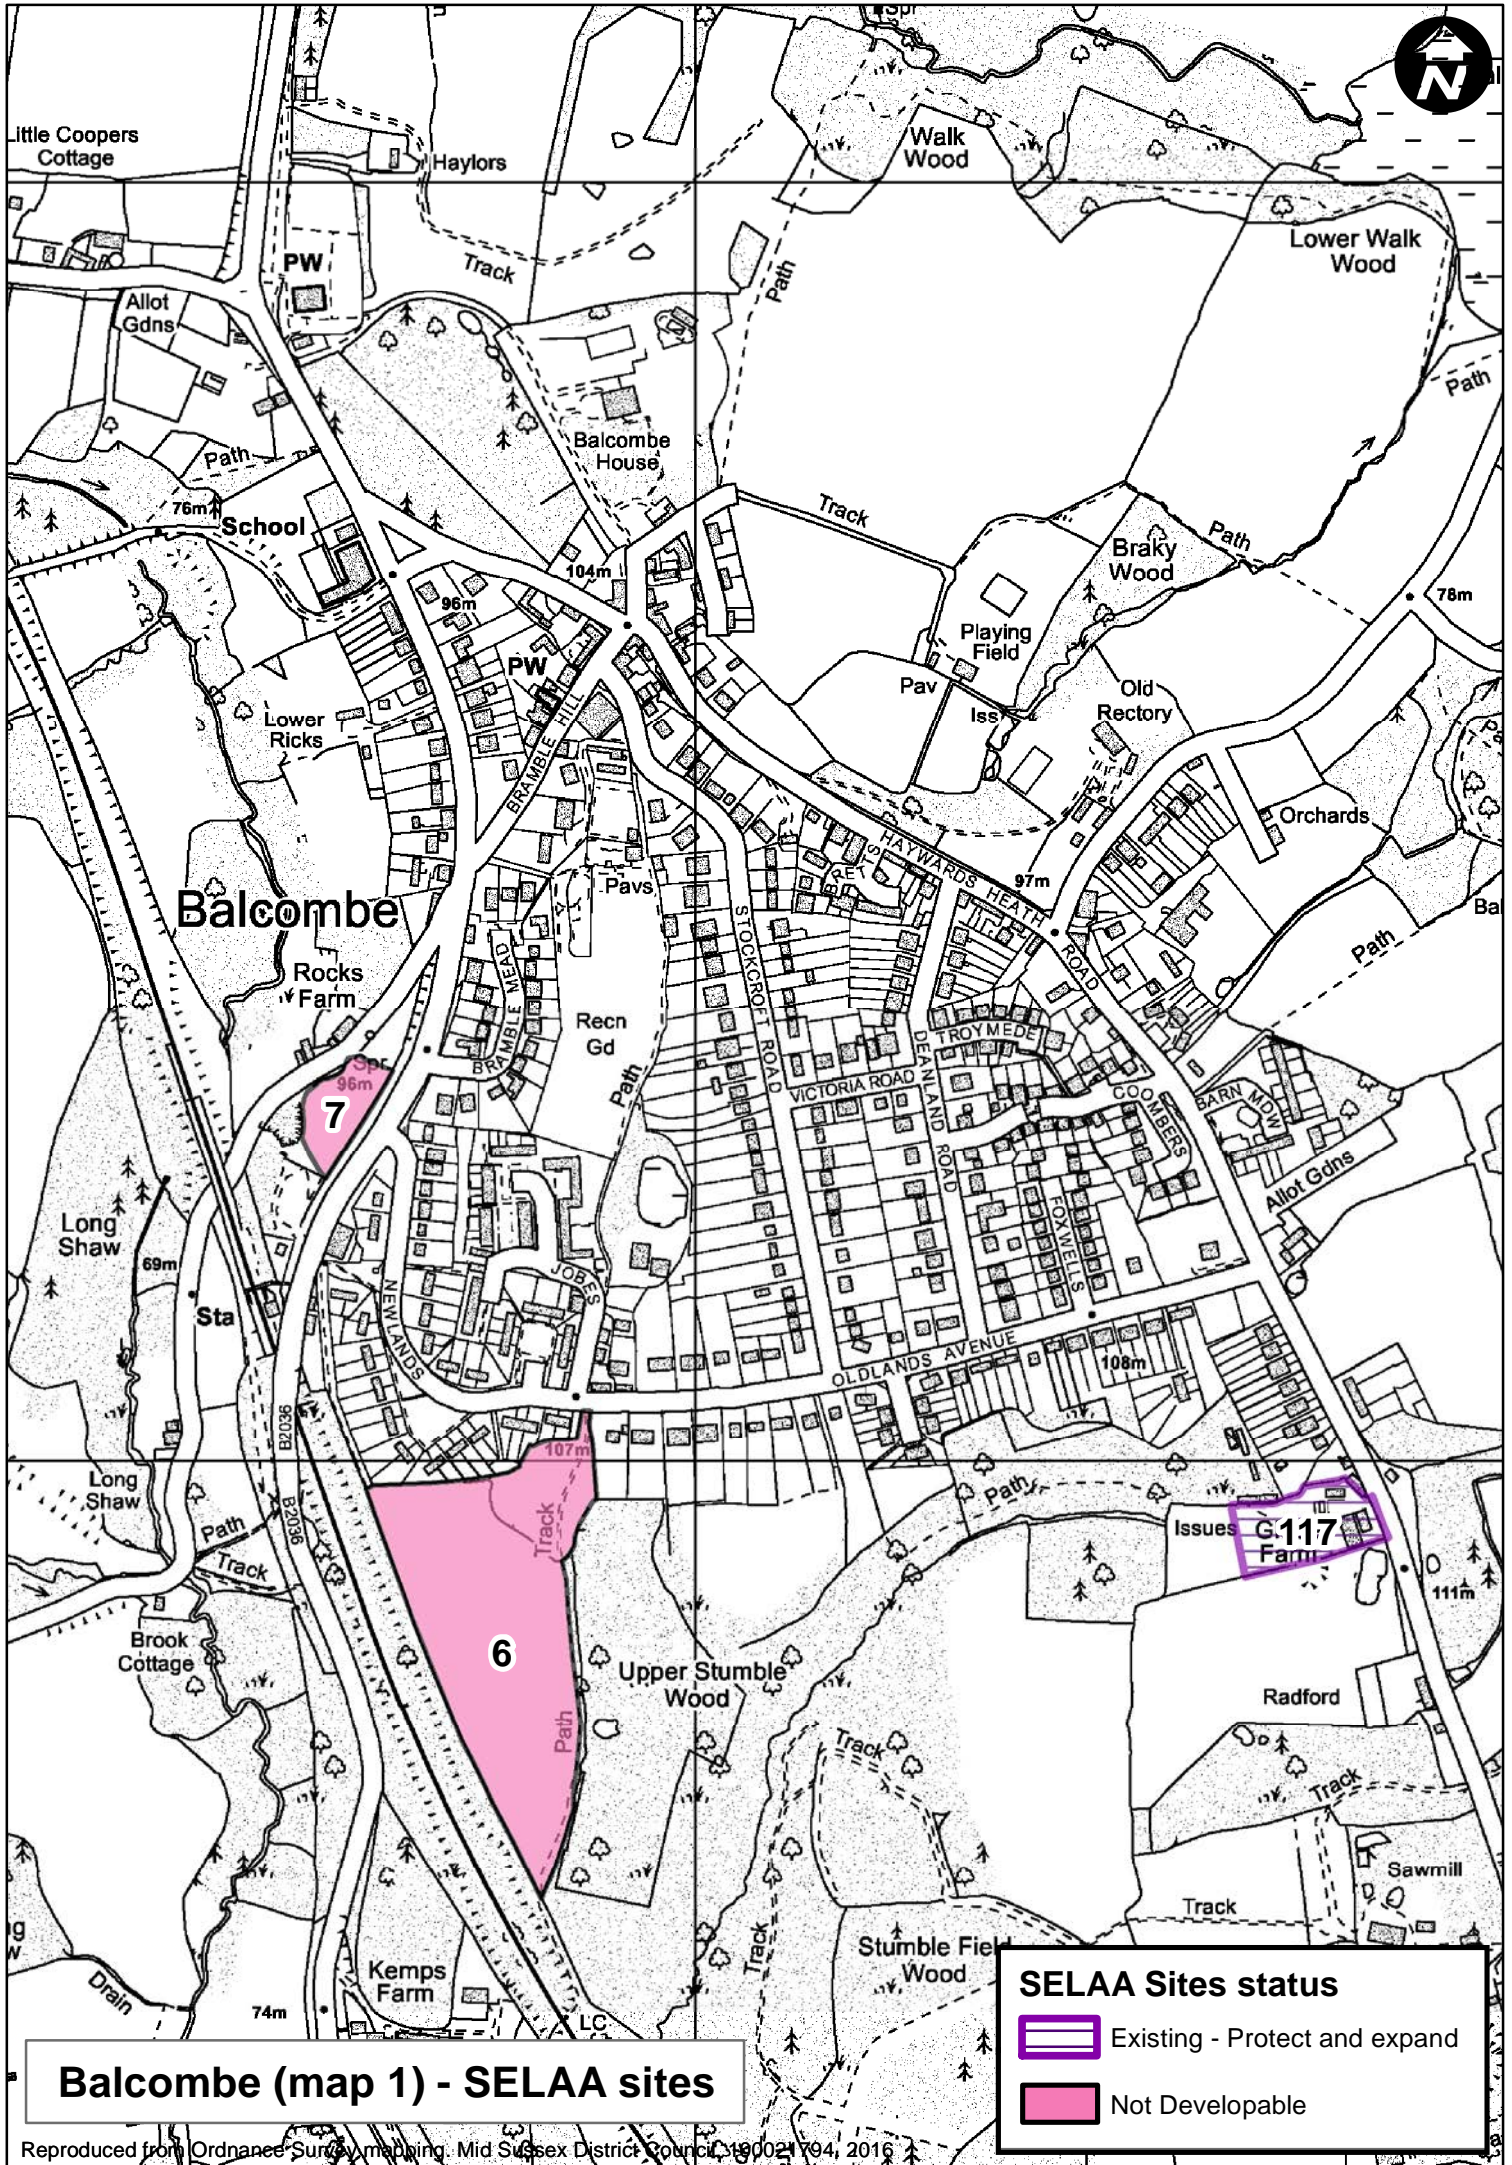 Spr
N
Little Coopers
Cottage
Haylors
Walk
Wood
PW
Track
Path
Lower Walk
Wood
Allot
Gdns
Path
Balcombe
House
Path
76m
School
Track
Path
Braky
Wood
104m
96m
78m
Playing
Field
PW
Pav
Old
Rectory
Iss
Lower
Ricks
BRAMBLE HILL
Orchards
HAYWARDS HEATH ROAD
BRETTS
97m
Pavs
Balcombe
Bal
Path
STOCKCROFT ROAD
BRAMBLE MEAD
Rocks
Farm
Recn
Gd
TROYMEDE
DEANLAND ROAD
Spr
96m
Path
VICTORIA ROAD
COOMBERS
BARN MDW
7
Allot Gdns
FOXWELLS
Long
Shaw
69m
JOBES
NEWLANDS
Sta
OLDLANDS AVENUE
108m
B2036
107m
Long
Shaw
B2036
Path
Path
Track
Track
Issues
117
Farm
111m
Brook
Cottage
6
Upper Stumble
Wood
Radford
Path
Track
Track
Sawmill
Track
Track
Stumble Field
Wood
Kemps
Farm
Drain
74m
LC
SELAA Sites status
Existing - Protect and expand
Not Developable
Balcombe (map 1) - SELAA sites
Reproduced from Ordnance Survey mapping. Mid Sussex District Council. 100021794. 2016